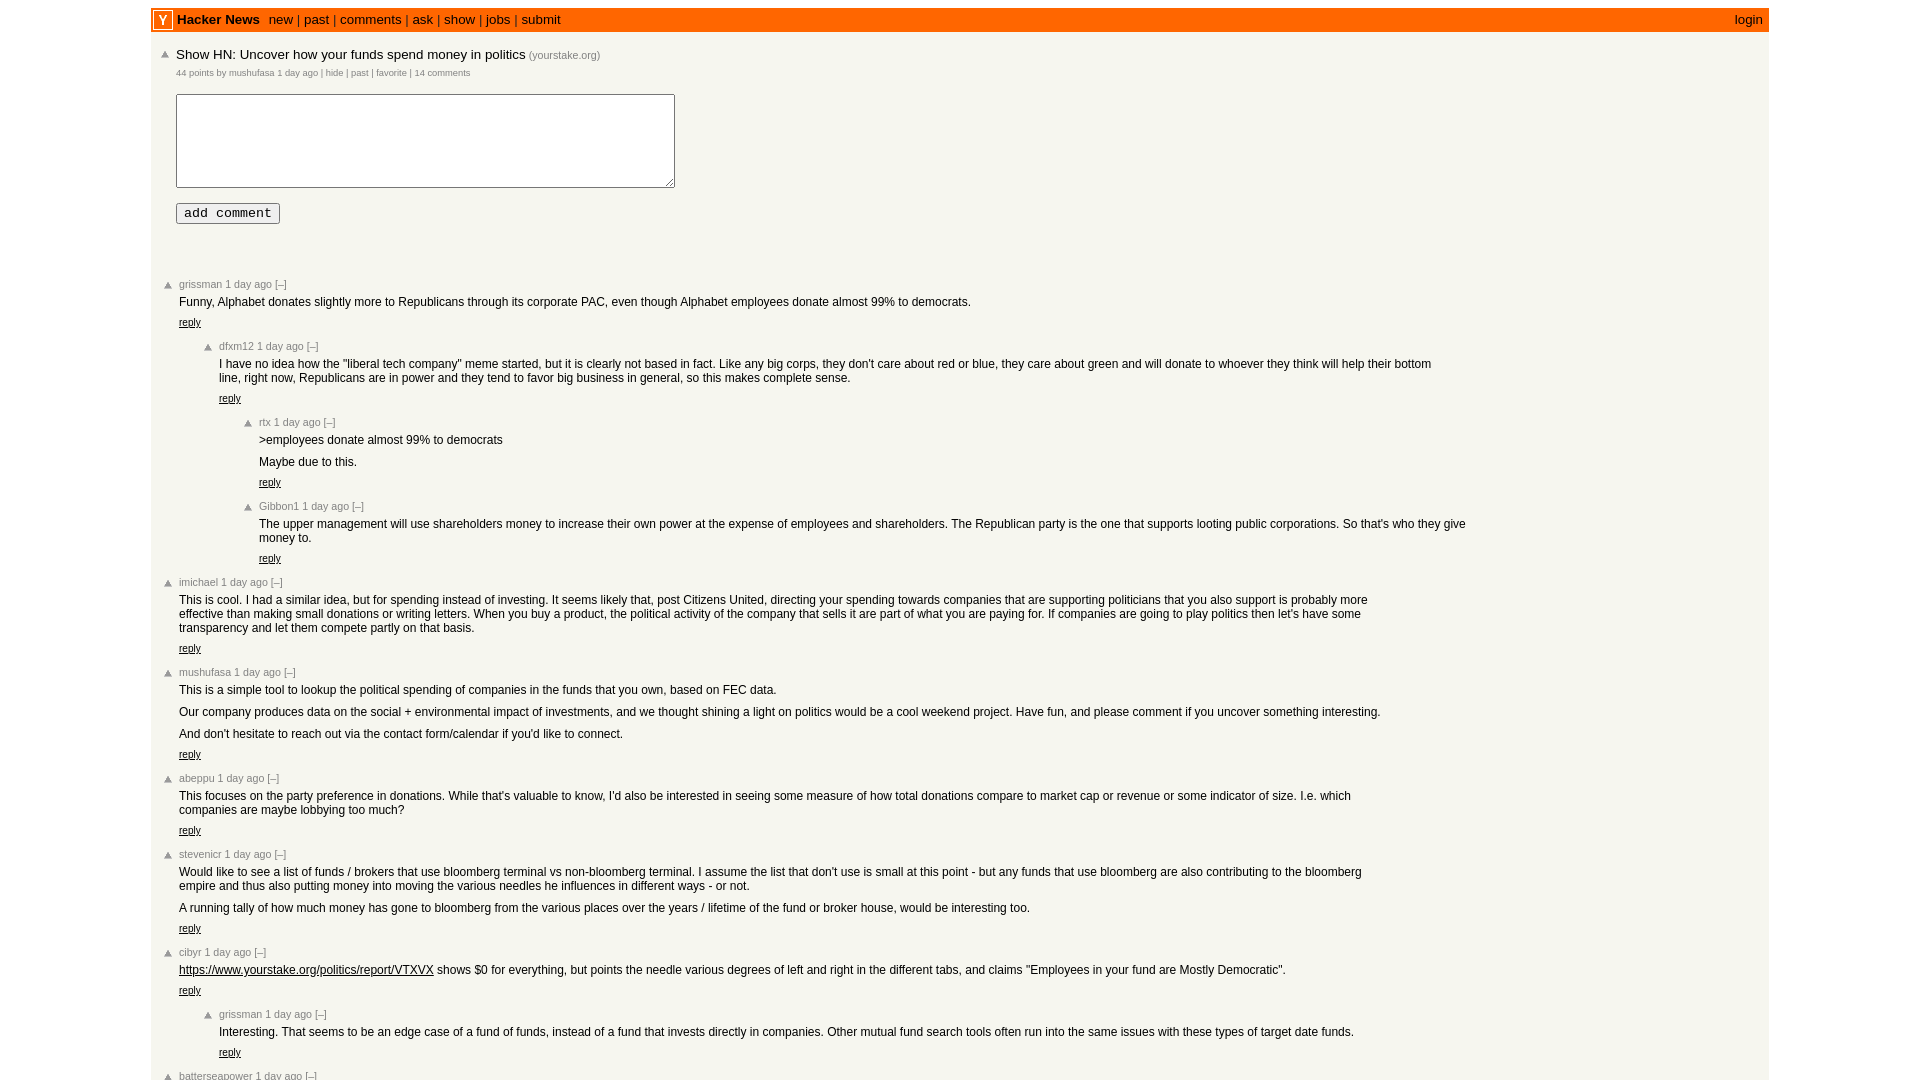 Y Hacker News new | past | comments | ask | show | jobs | submit login
Show HN: Uncover how your funds spend money in politics (yourstake.org)
44 points by mushufasa 1 day ago | hide | past | favorite | 14 comments
add comment
grissman 1 day ago [–]
Funny, Alphabet donates slightly more to Republicans through its corporate PAC, even though Alphabet employees donate almost 99% to democrats.
reply
dfxm12 1 day ago [–]
I have no idea how the "liberal tech company" meme started, but it is clearly not based in fact. Like any big corps, they don't care about red or blue, they care about green and will donate to whoever they think will help their bottom
line, right now, Republicans are in power and they tend to favor big business in general, so this makes complete sense.
reply
rtx 1 day ago [–]
>employees donate almost 99% to democrats
Maybe due to this.
reply
Gibbon1 1 day ago [–]
The upper management will use shareholders money to increase their own power at the expense of employees and shareholders. The Republican party is the one that supports looting public corporations. So that's who they give
money to.
reply
imichael 1 day ago [–]
This is cool. I had a similar idea, but for spending instead of investing. It seems likely that, post Citizens United, directing your spending towards companies that are supporting politicians that you also support is probably more
effective than making small donations or writing letters. When you buy a product, the political activity of the company that sells it are part of what you are paying for. If companies are going to play politics then let's have some
transparency and let them compete partly on that basis.
reply
mushufasa 1 day ago [–]
This is a simple tool to lookup the political spending of companies in the funds that you own, based on FEC data.
Our company produces data on the social + environmental impact of investments, and we thought shining a light on politics would be a cool weekend project. Have fun, and please comment if you uncover something interesting.
And don't hesitate to reach out via the contact form/calendar if you'd like to connect.
reply
abeppu 1 day ago [–]
This focuses on the party preference in donations. While that's valuable to know, I'd also be interested in seeing some measure of how total donations compare to market cap or revenue or some indicator of size. I.e. which
companies are maybe lobbying too much?
reply
stevenicr 1 day ago [–]
Would like to see a list of funds / brokers that use bloomberg terminal vs non-bloomberg terminal. I assume the list that don't use is small at this point - but any funds that use bloomberg are also contributing to the bloomberg
empire and thus also putting money into moving the various needles he influences in different ways - or not.
A running tally of how much money has gone to bloomberg from the various places over the years / lifetime of the fund or broker house, would be interesting too.
reply
cibyr 1 day ago [–]
https://www.yourstake.org/politics/report/VTXVX shows $0 for everything, but points the needle various degrees of left and right in the different tabs, and claims "Employees in your fund are Mostly Democratic".
reply
grissman 1 day ago [–]
Interesting. That seems to be an edge case of a fund of funds, instead of a fund that invests directly in companies. Other mutual fund search tools often run into the same issues with these types of target date funds.
reply
batterseapower 1 day ago [–]